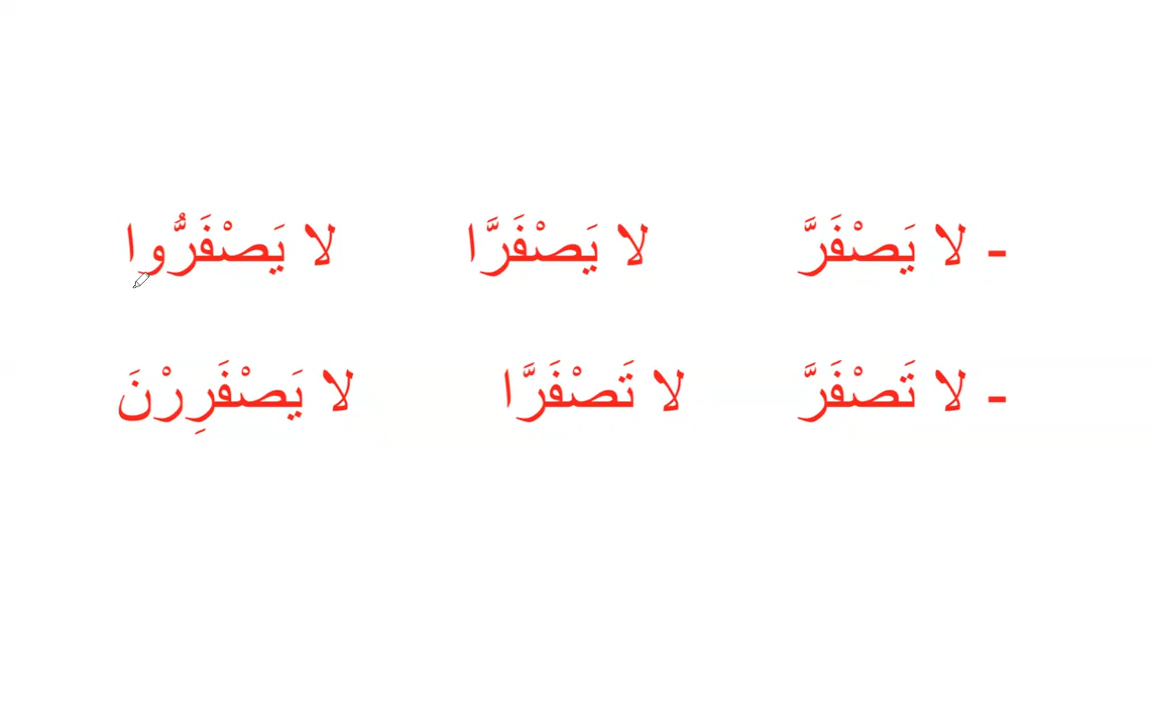 - لا يَصْفَرَّ لا يَصْفَرَّا لا يَصْفَرُّوا
- لا تَصْفَرَّ لا تَصْفَرَّا لا يَصْفَرِرْنَ